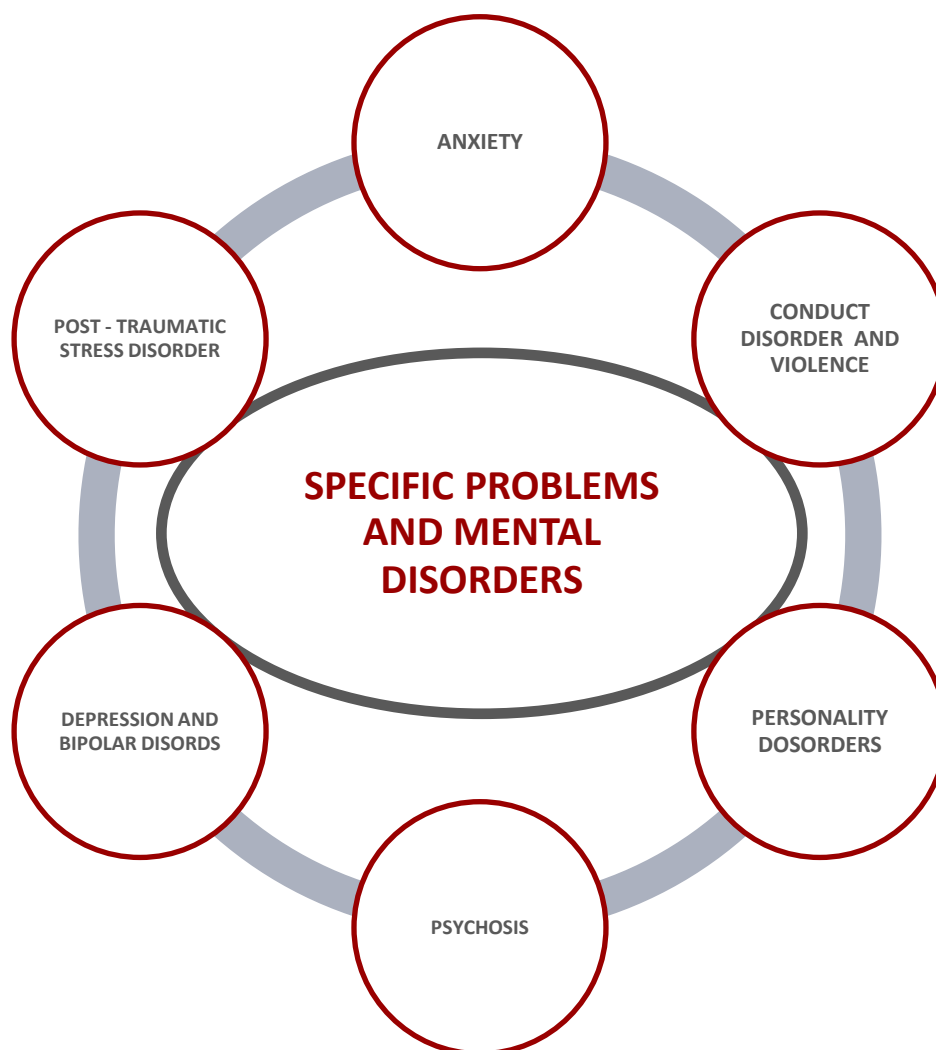 ANXIETY
CONDUCT
DISORDER AND
VIOLENCE
PERSONALITY
DOSORDERS
PSYCHOSIS
DEPRESSION AND
BIPOLAR DISORDS
POST - TRAUMATIC
STRESS DISORDER
SPECIFIC PROBLEMS
AND MENTAL
DISORDERS